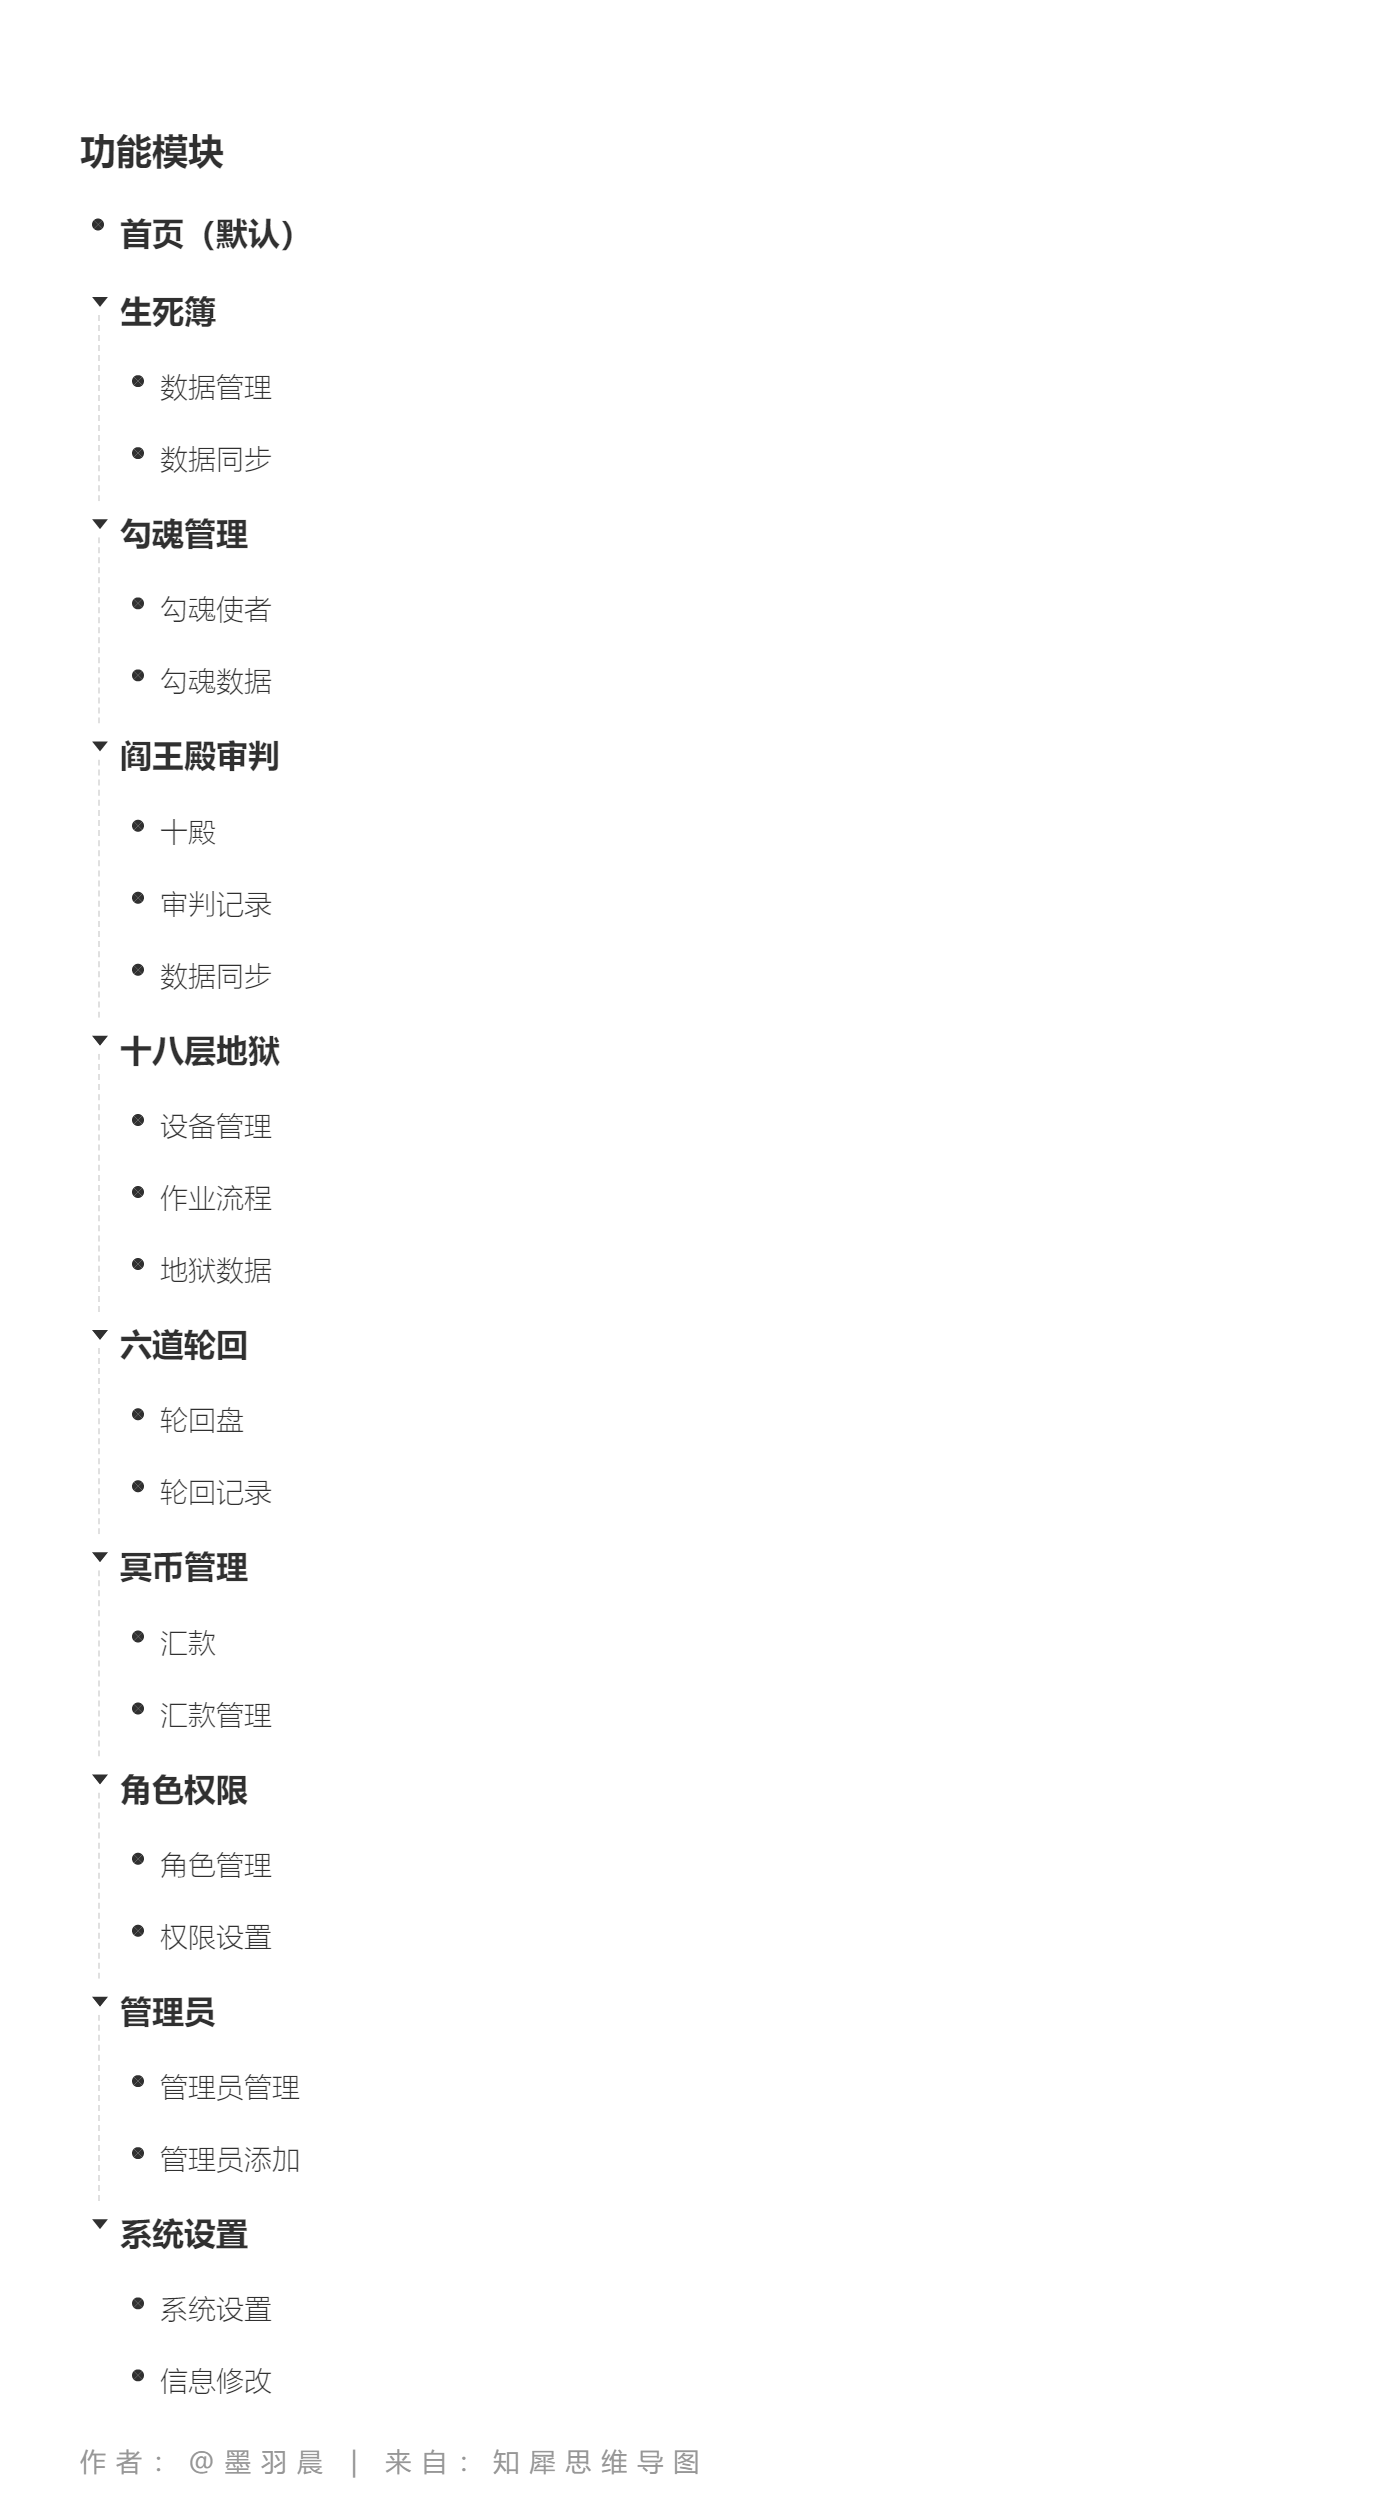 功能模块
首页（默认）
生死簿
数据管理
数据同步
勾魂管理
勾魂使者
勾魂数据
阎王殿审判
十殿
审判记录
数据同步
十八层地狱
设备管理
作业流程
地狱数据
六道轮回
轮回盘
轮回记录
冥币管理
汇款
汇款管理
角色权限
角色管理
权限设置
管理员
管理员管理
管理员添加
系统设置
系统设置
信息修改
作者：@墨羽晨 | 来自：知犀思维导图